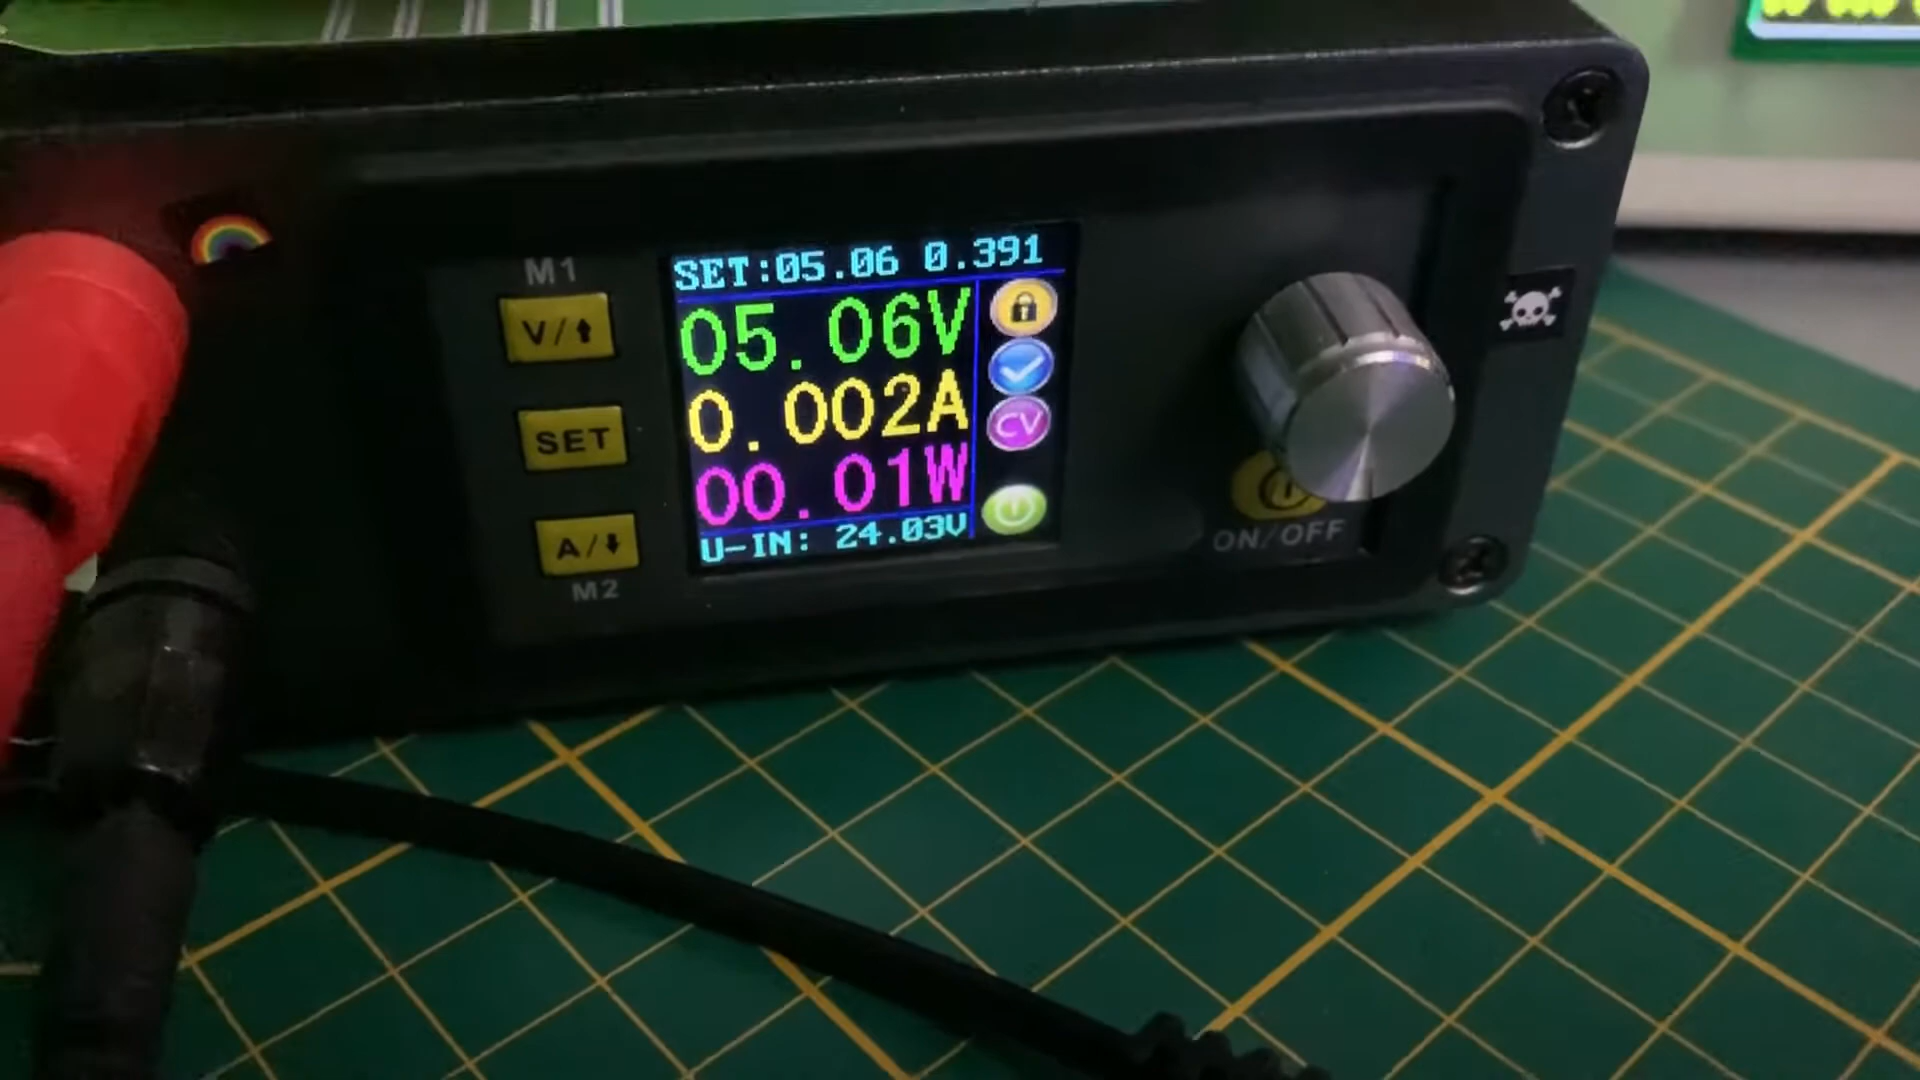 M1
V/⬆
SET
A/⬇
M2
SET:05.06 0.391
05.06V
0.002A
00.01W
U-IN: 24.03V
CV
ON/OFF